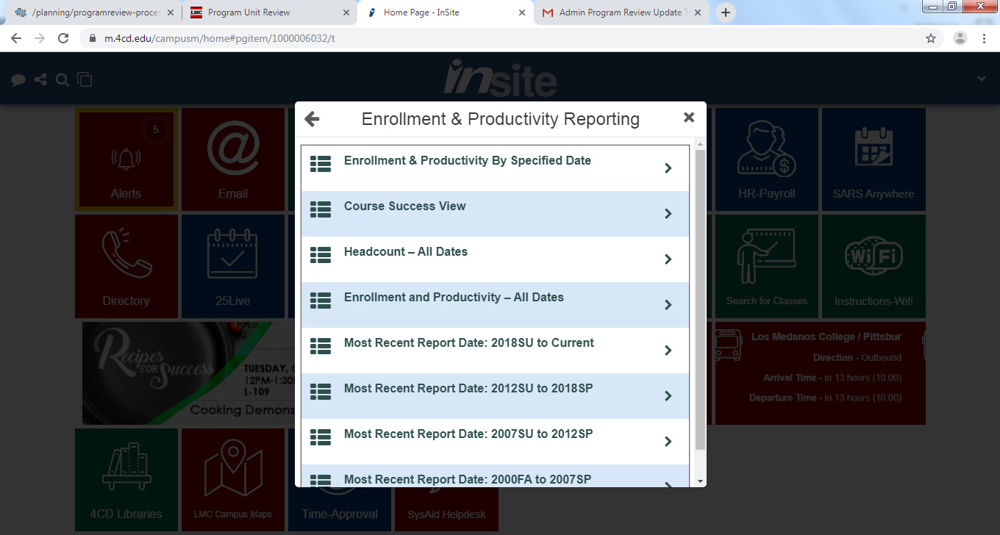 /planning/programreview-proces
LMC Program Unit Review
Home Page - InSite
Admin Program Review Update T
m.4cd.edu/campusm/home#pgitem/1000006032/t
insite
Enrollment & Productivity Reporting
5
Alerts
Email
HR-Payroll
SARS Anywhere
Enrollment & Productivity By Specified Date
Course Success View
Headcount – All Dates
Enrollment and Productivity – All Dates
Most Recent Report Date: 2018SU to Current
Most Recent Report Date: 2012SU to 2018SP
Most Recent Report Date: 2007SU to 2012SP
Most Recent Report Date: 2000FA to 2007SP
Directory
25Live
Search for Classes
WiFi
Instructions-Wifi
Recipes
FOR Success
TUESDAY,
12PM-1:30
L-109
Cooking Demons
Los Medanos College / Pittsbur
Direction - Outbound
Arrival Time - in 13 hours (10:00)
Departure Time - in 13 hours (10:00)
4CD Libraries
LMC Campus Maps
Time-Approval
SysAid Helpdesk